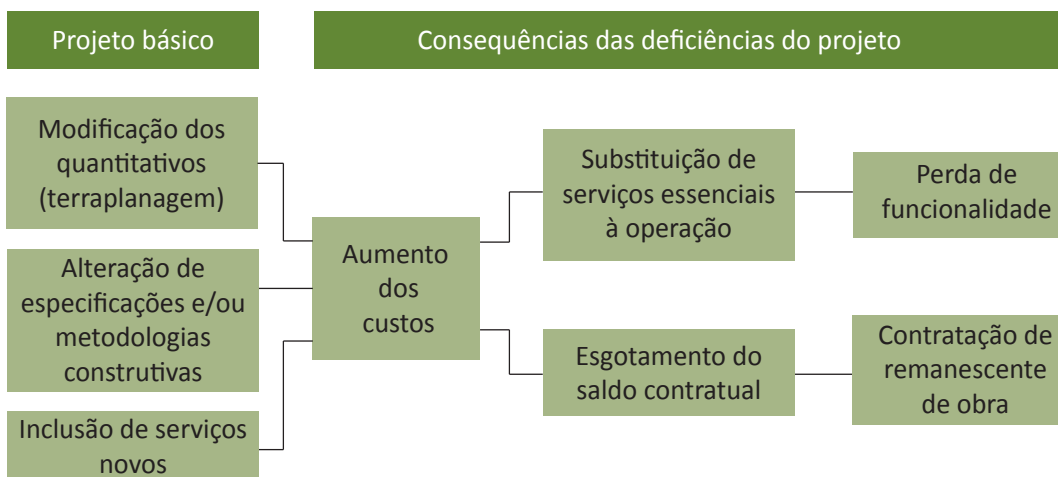 Projeto básico
Consequências das deficiências do projeto
Modificação dos
quantitativos
(terraplanagem)
Alteração de
especificações e/ou
metodologias
construtivas
Inclusão de serviços
novos
Aumento
dos
custos
Substituição de
serviços essenciais
à operação
Perda de
funcionalidade
Esgotamento do
saldo contratual
Contratação de
remanescente
de obra